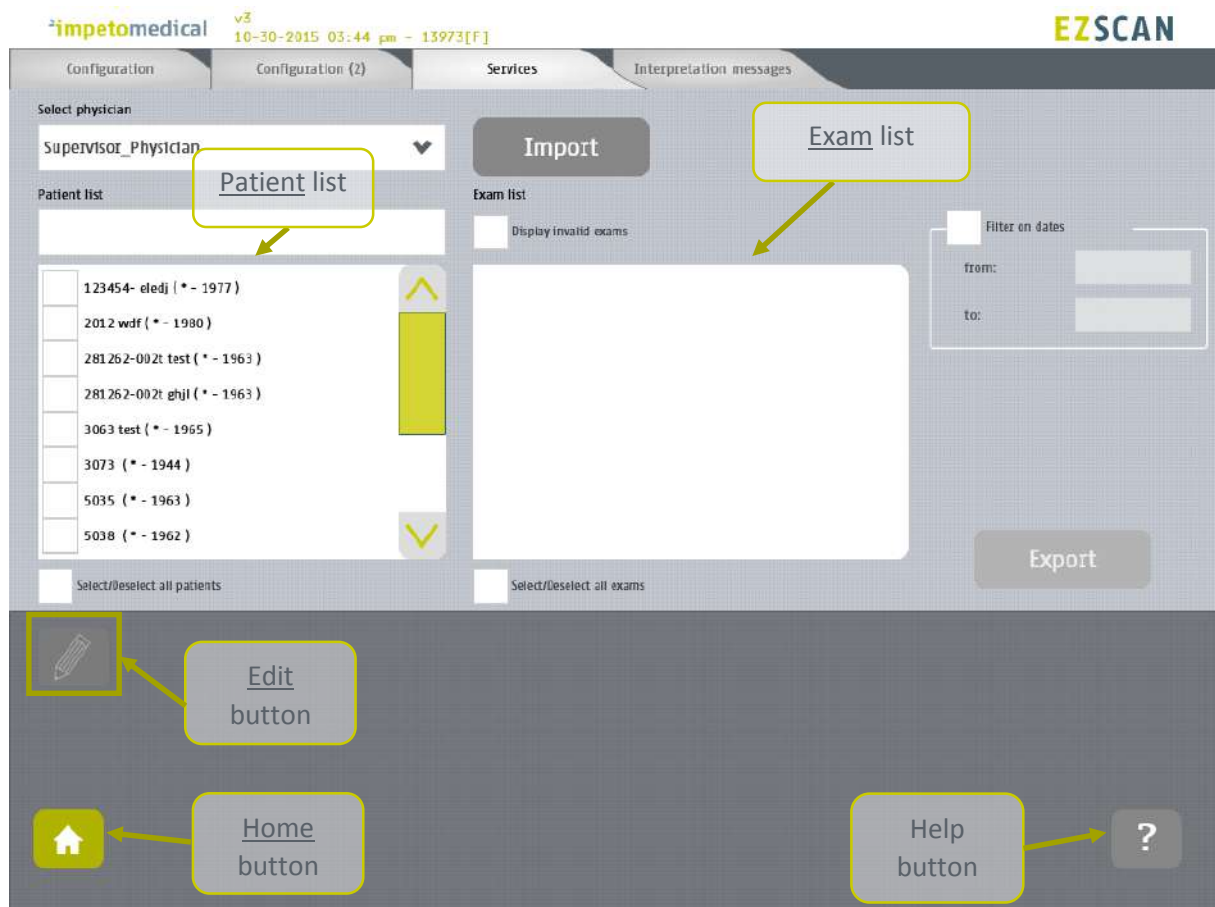 impetomedical
v3
10-30-2015 03:44 pm - 13973[F]
EZSCAN
Configuration
Configuration (2)
Services
Interpretation messages
Select physician
Supervisor_Physician
Import
Exam list
Patient list
Patient list
Exam list
Display invalid exams
Filter on dates
from:
to:
123454- eledj ( * - 1977 )
2012 wdf ( * - 1980 )
281262-002t test ( * - 1963 )
281262-002t ghjl ( * - 1963 )
3063 test ( * - 1965 )
3073 ( * - 1944 )
5035 ( * - 1963 )
5038 ( * - 1962 )
Export
Select/Deselect all patients
Select/Deselect all exams
Edit
button
Home
button
Help
button
?